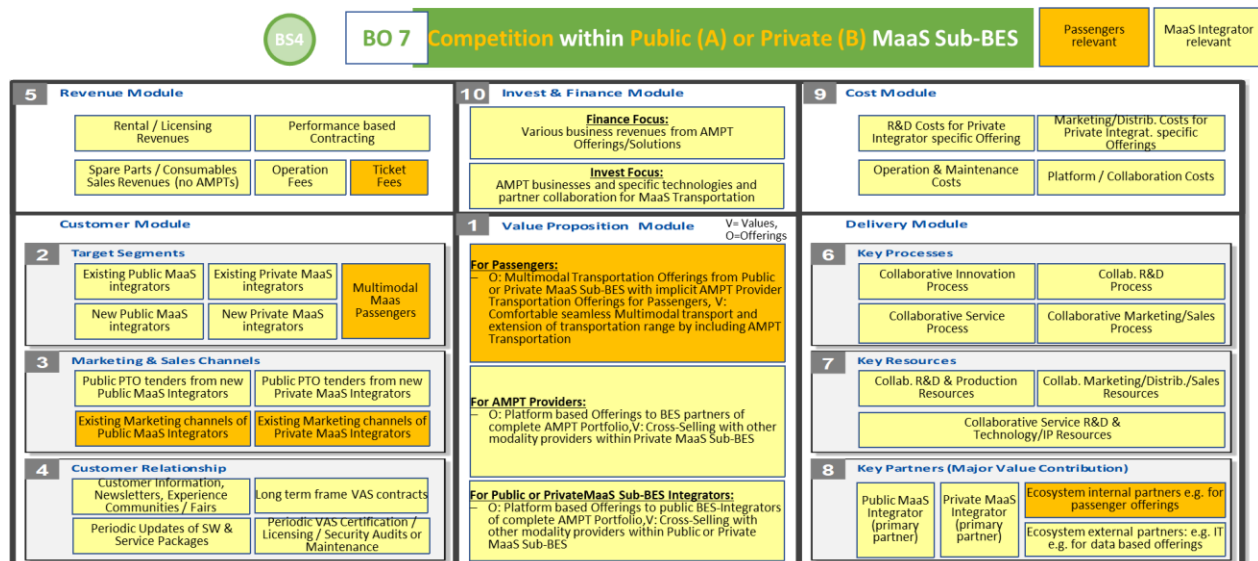 BS4
BO 7
Competition within Public (A) or Private (B) MaaS Sub-BES
Passengers
relevant
MaaS Integrator
relevant
5
Revenue Module
Rental / Licensing
Revenues
Performance based
Contracting
Spare Parts / Consumables
Sales Revenues (no AMPTs)
Operation
Fees
Ticket
Fees
10
Invest & Finance Module
Finance Focus:
Various business revenues from AMPT
Offerings/Solutions
Invest Focus:
AMPT businesses and specific technologies and
partner collaboration for MaaS Transportation
9
Cost Module
R&D Costs for Private
Integrator specific Offering
Marketing/Distrib. Costs for
Private Integrat. specific
Offerings
Operation & Maintenance
Costs
Platform / Collaboration Costs
Customer Module
2
Target Segments
Existing Public MaaS
integrators
Existing Private MaaS
integrators
New Public MaaS
integrators
New Private MaaS
integrators
Multimodal
Maas
Passengers
3
Marketing & Sales Channels
Public PTO tenders from new
Public MaaS Integrators
Public PTO tenders from new
Private MaaS Integrators
Existing Marketing channels of
Public MaaS Integrators
Existing Marketing channels of
Private MaaS Integrators
4
Customer Relationship
Customer Information,
Newsletters, Experience
Communities / Fairs
Long term frame VAS contracts
Periodic Updates of SW &
Service Packages
Periodic VAS Certification /
Licensing / Security Audits or
Maintenance
1
Value Proposition Module
V= Values,
O=Offerings
For Passengers:
– O: Multimodal Transportation Offerings from Public
or Private MaaS Sub-BES with implicit AMPT Provider
Transportation Offerings for Passengers, V:
Comfortable seamless Multimodal transport and
extension of transportation range by including AMPT
Transportation
For AMPT Providers:
– O: Platform based Offerings to BES partners of
complete AMPT Portfolio,V: Cross-Selling with other
modality providers within Private MaaS Sub-BES
For Public or PrivateMaaS Sub-BES Integrators:
– O: Platform based Offerings to public BES-Integrators
of complete AMPT Portfolio,V: Cross-Selling with
other modality providers within Public or Private
MaaS Sub-BES
Delivery Module
6
Key Processes
Collaborative Innovation
Process
Collab. R&D
Process
Collaborative Service
Process
Collaborative Marketing/Sales
Process
7
Key Resources
Collab. R&D & Production
Resources
Collab. Marketing/Distrib./Sales
Resources
Collaborative Service R&D &
Technology/IP Resources
8
Key Partners (Major Value Contribution)
Public MaaS
Integrator
(primary
partner)
Private MaaS
Integrator
(primary
partner)
Ecosystem internal partners e.g. for
passenger offerings
Ecosystem external partners: e.g. IT
e.g. for data based offerings